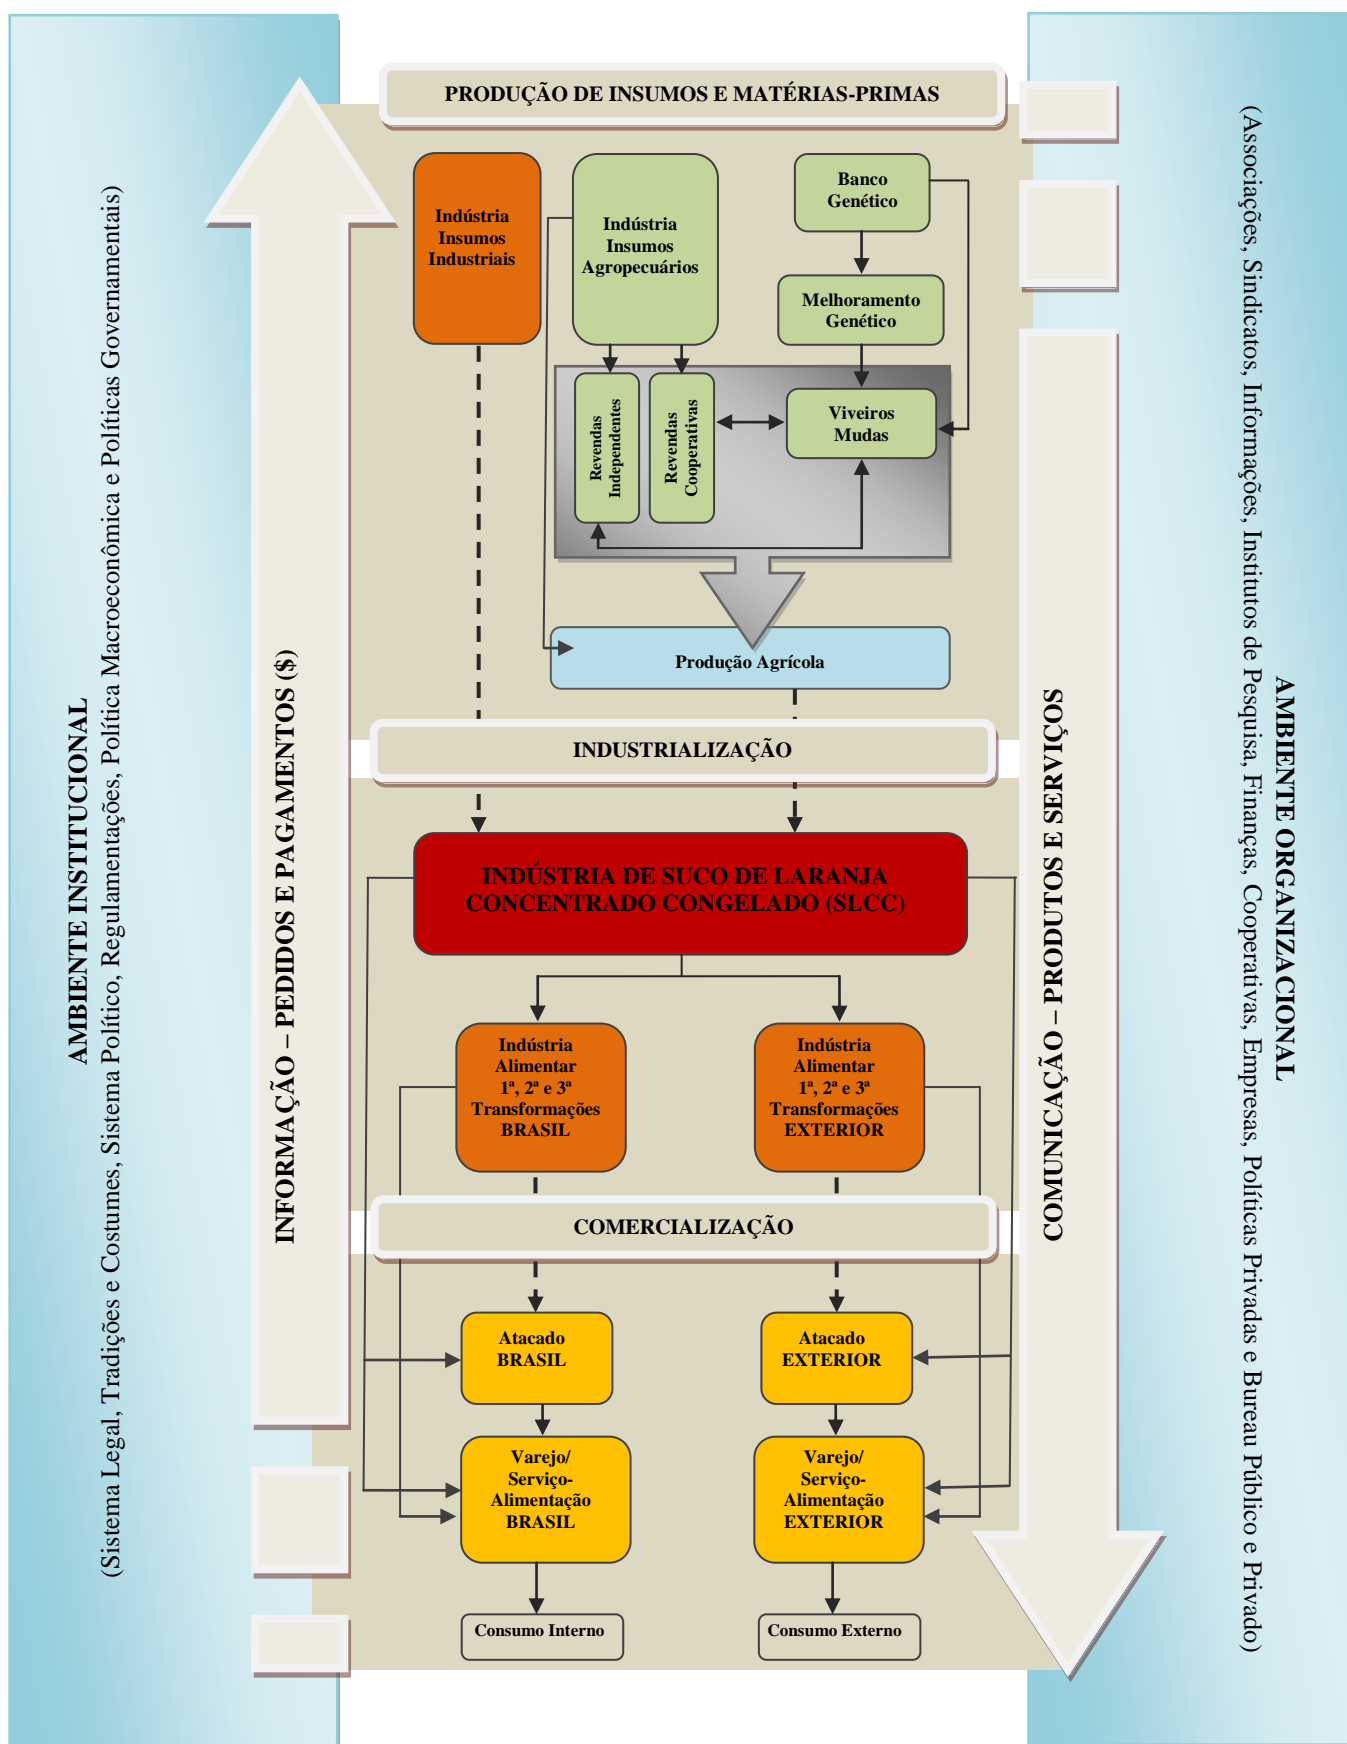 PRODUÇÃO DE INSUMOS E MATÉRIAS-PRIMAS
AMBIENTE INSTITUCIONAL
(Sistema Legal, Tradições e Costumes, Sistema Político, Regulamentações, Política Macroeconômica e Políticas Governamentais)
INFORMAÇÃO – PEDIDOS E PAGAMENTOS ($)
Indústria
Insumos
Industriais
Indústria
Insumos
Agropecuários
Banco
Genético
Melhoramento
Genético
Revendas
Independentes
Revendas
Cooperativas
Viveiros
Mudas
Produção Agrícola
INDUSTRIALIZAÇÃO
INDÚSTRIA DE SUCO DE LARANJA
CONCENTRADO CONGELADO (SLCC)
Indústria
Alimentar
1ª, 2ª e 3ª
Transformações
BRASIL
Indústria
Alimentar
1ª, 2ª e 3ª
Transformações
EXTERIOR
COMERCIALIZAÇÃO
Atacado
BRASIL
Atacado
EXTERIOR
Varejo/
Serviço-
Alimentação
BRASIL
Varejo/
Serviço-
Alimentação
EXTERIOR
Consumo Interno
Consumo Externo
COMUNICAÇÃO – PRODUTOS E SERVIÇOS
AMBIENTE ORGANIZACIONAL
(Associações, Sindicatos, Informações, Institutos de Pesquisa, Finanças, Cooperativas, Empresas, Políticas Privadas e Bureau Público e Privado)